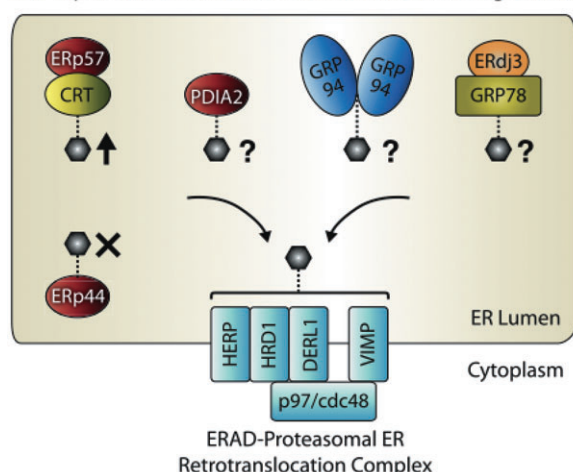 ERp57
CRT
PDIA2
GRP
94
GRP
94
ERdj3
GRP78
?
?
?
ERp44
HERP
HRD1
DERL1
VIMP
ER Lumen
Cytoplasm
p97/cdc48
ERAD-Proteasomal ER
Retrotranslocation Complex